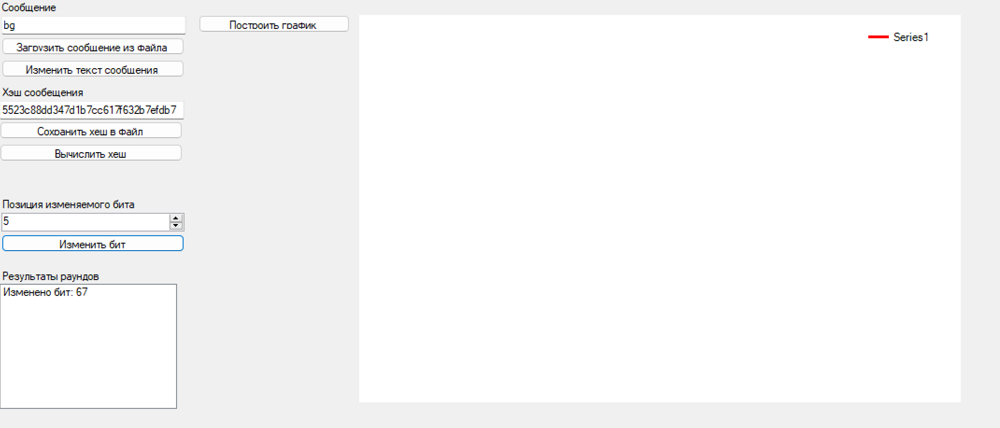 Сообщение
bg
Построить график
Загрузить сообщение из файла
Изменить текст сообщения
Хэш сообещения
5523c88dd347d1b7cc617f632b7efdb7
Сохранить хеш в файл
Вычислить хеш
Позиция изменяемого бита
5
Изменить бит
Результаты раундов
Изменено бит: 67
Series1